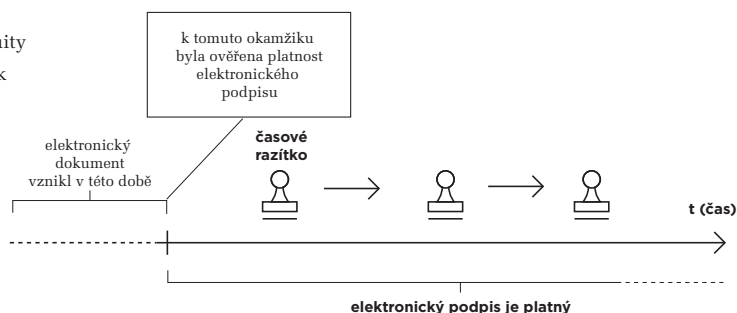 k tomuto okamžiku
byla ověřena platnost
elektronického
podpisu
elektronický
dokument
vznikl v této době
časové
razítko
t (čas)
elektronický podpis je platný